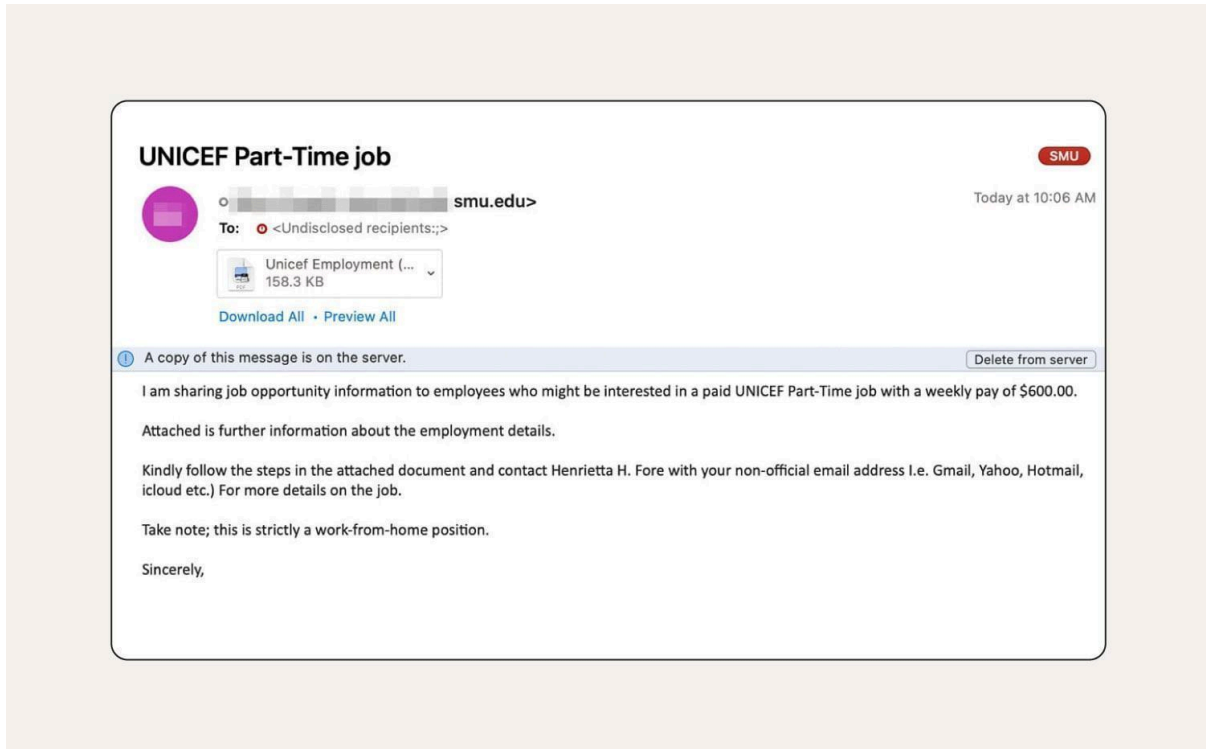 UNICEF Part-Time job
SMU
smu.edu>
Today at 10:06 AM
To: <Undisclosed recipients:;>
Unicef Employment (...
158.3 KB
PDF
Download All • Preview All
A copy of this message is on the server.
Delete from server
I am sharing job opportunity information to employees who might be interested in a paid UNICEF Part-Time job with a weekly pay of $600.00.
Attached is further information about the employment details.
Kindly follow the steps in the attached document and contact Henrietta H. Fore with your non-official email address I.e. Gmail, Yahoo, Hotmail,
icloud etc.) For more details on the job.
Take note; this is strictly a work-from-home position.
Sincerely,